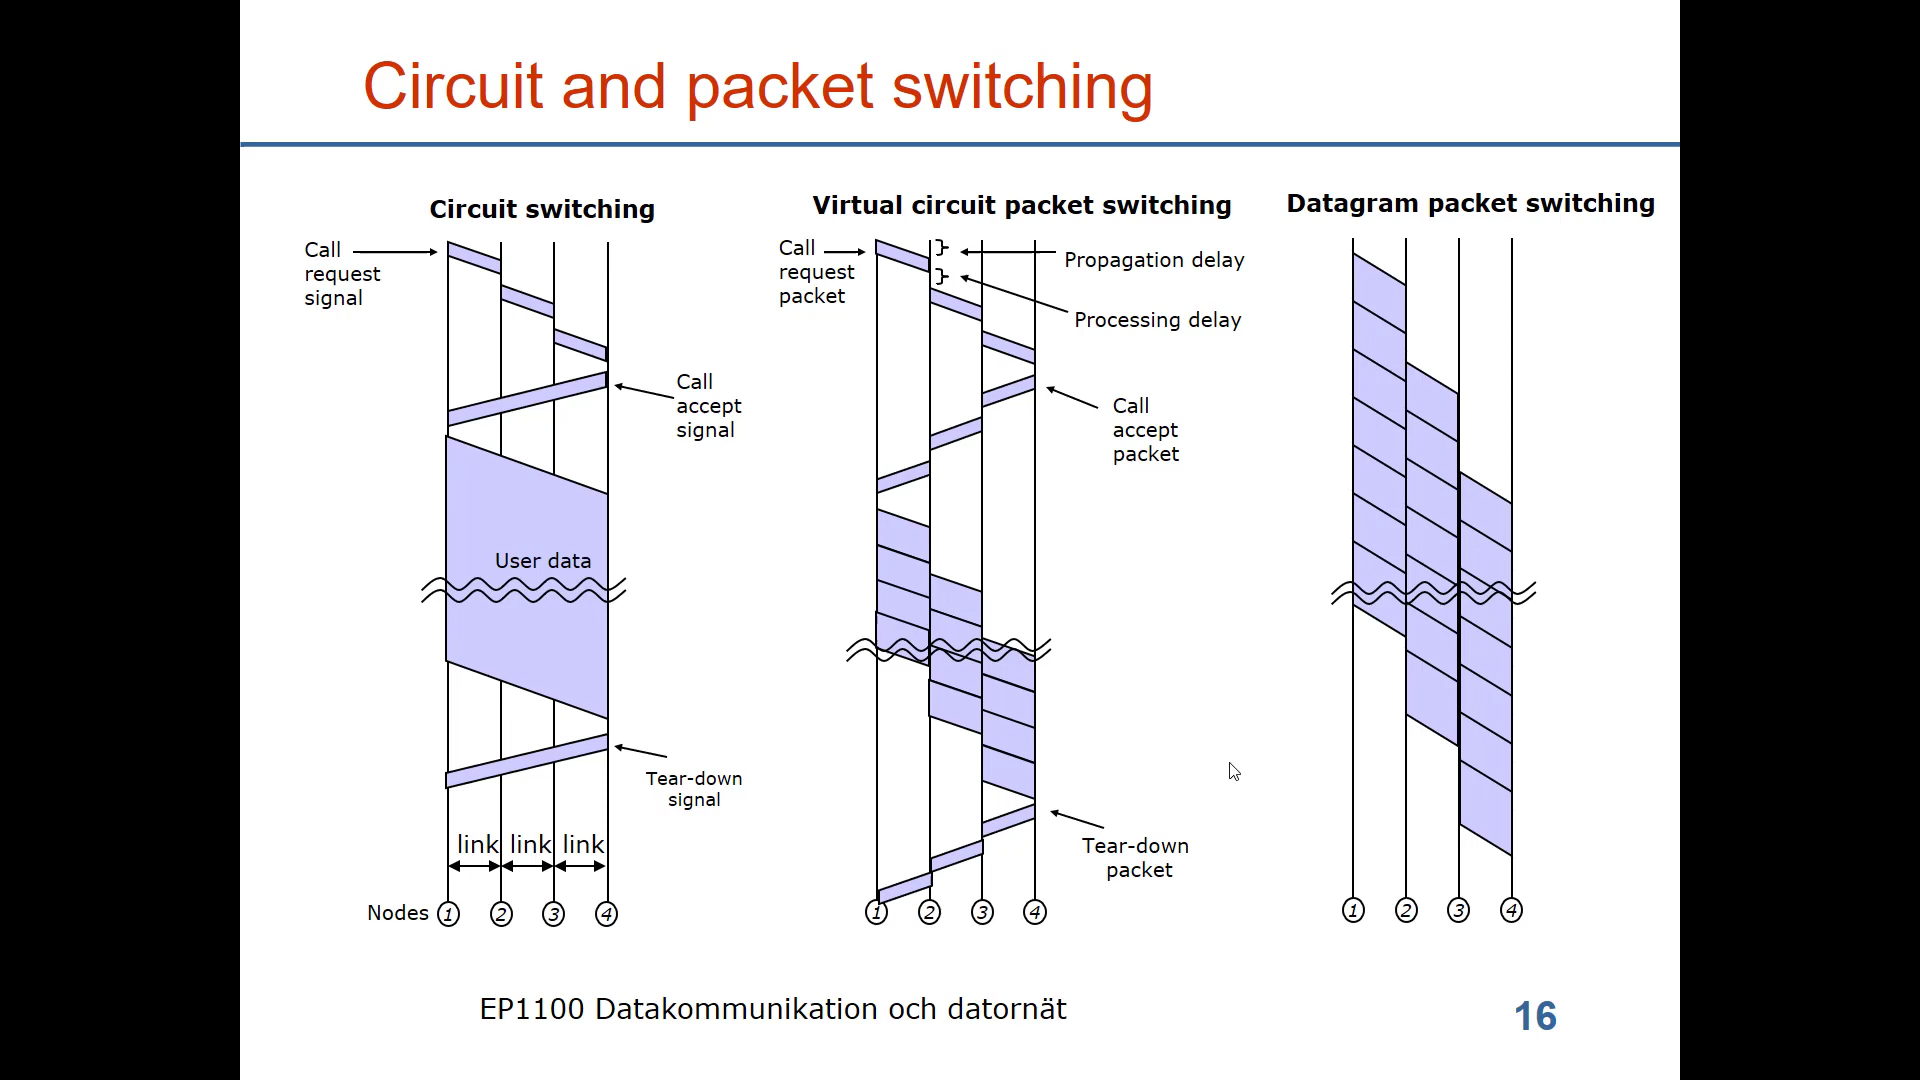 Circuit and packet switching
Circuit switching
Call
request
signal
Call
accept
signal
User data
Tear-down
signal
link link link
Nodes 1 2 3 4
Virtual circuit packet switching
Call
request
packet
}
}
Propagation delay
Processing delay
Call
accept
packet
Tear-down
packet
1 2 3 4
Datagram packet switching
1 2 3 4
EP1100 Datakommunikation och datornät
16